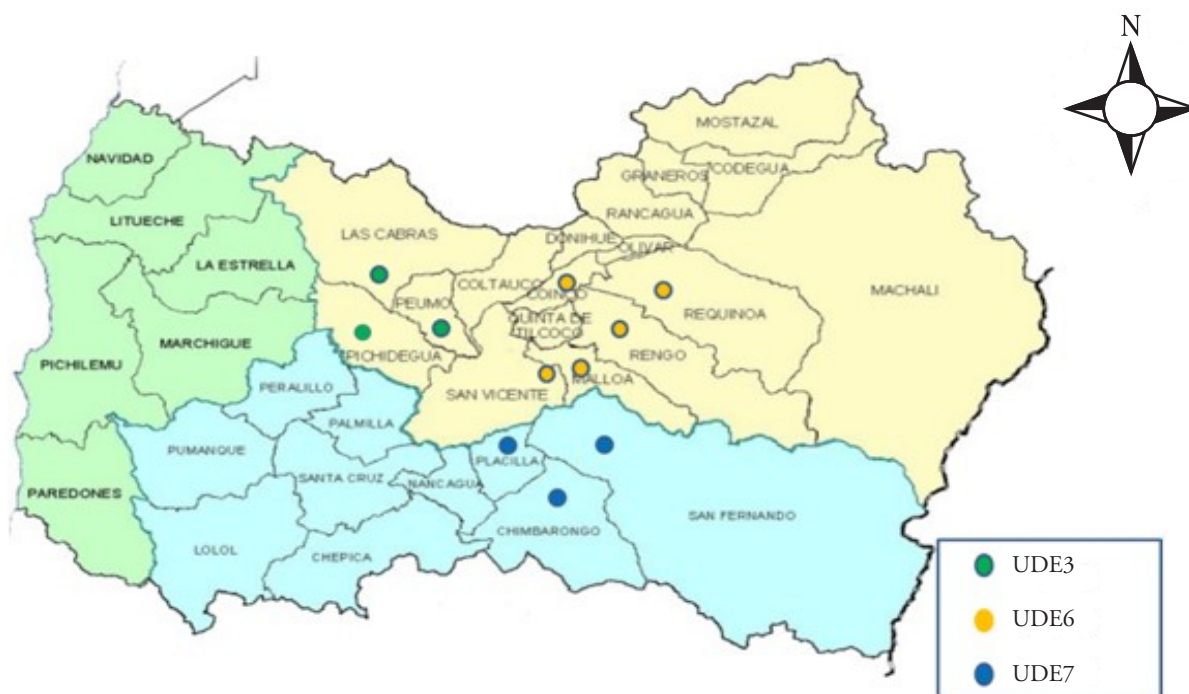 N
MOSTAZAL
CODEGUA
GRANEROS
RANCAGUA
NAVIDAD
LITUECHE
LAS CABRAS
DOÑIHUE
OLIVAR
LA ESTRELLA
COLTAUCO
COINCO
MACHALI
PEUMO
REQUINOA
QUINTA DE
TILCOCO
MARCHIGUE
PICHIDEGUA
RENGO
PICHILEMU
MALLOA
PERALILLO
SAN VICENTE
PALMILLA
PUMANQUE
PLACILLA
SANTA CRUZ
NANCAGUA
PAREDONES
SAN FERNANDO
CHIMBARONGO
LOLOL
CHEPICA
UDE3
UDE6
UDE7